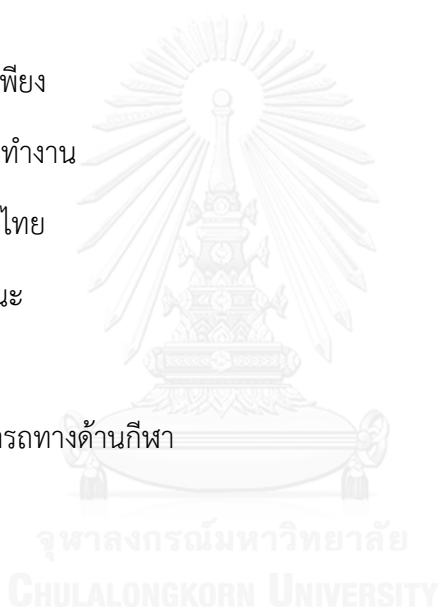 พียง
ทำงาน
ไทย
นะ
รถทางด้านกีฬา
จุฬาลงกรณ์มหาวิทยาลัย
CHULALONGKORN UNIVERSITY